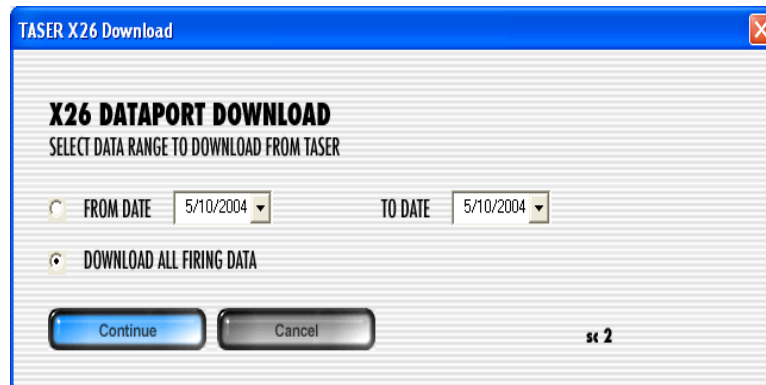 TASER X26 Download
X26 DATAPORT DOWNLOAD
SELECT DATA RANGE TO DOWNLOAD FROM TASER
FROM DATE 5/10/2004 TO DATE 5/10/2004
DOWNLOAD ALL FIRING DATA
Continue Cancel
sc 2